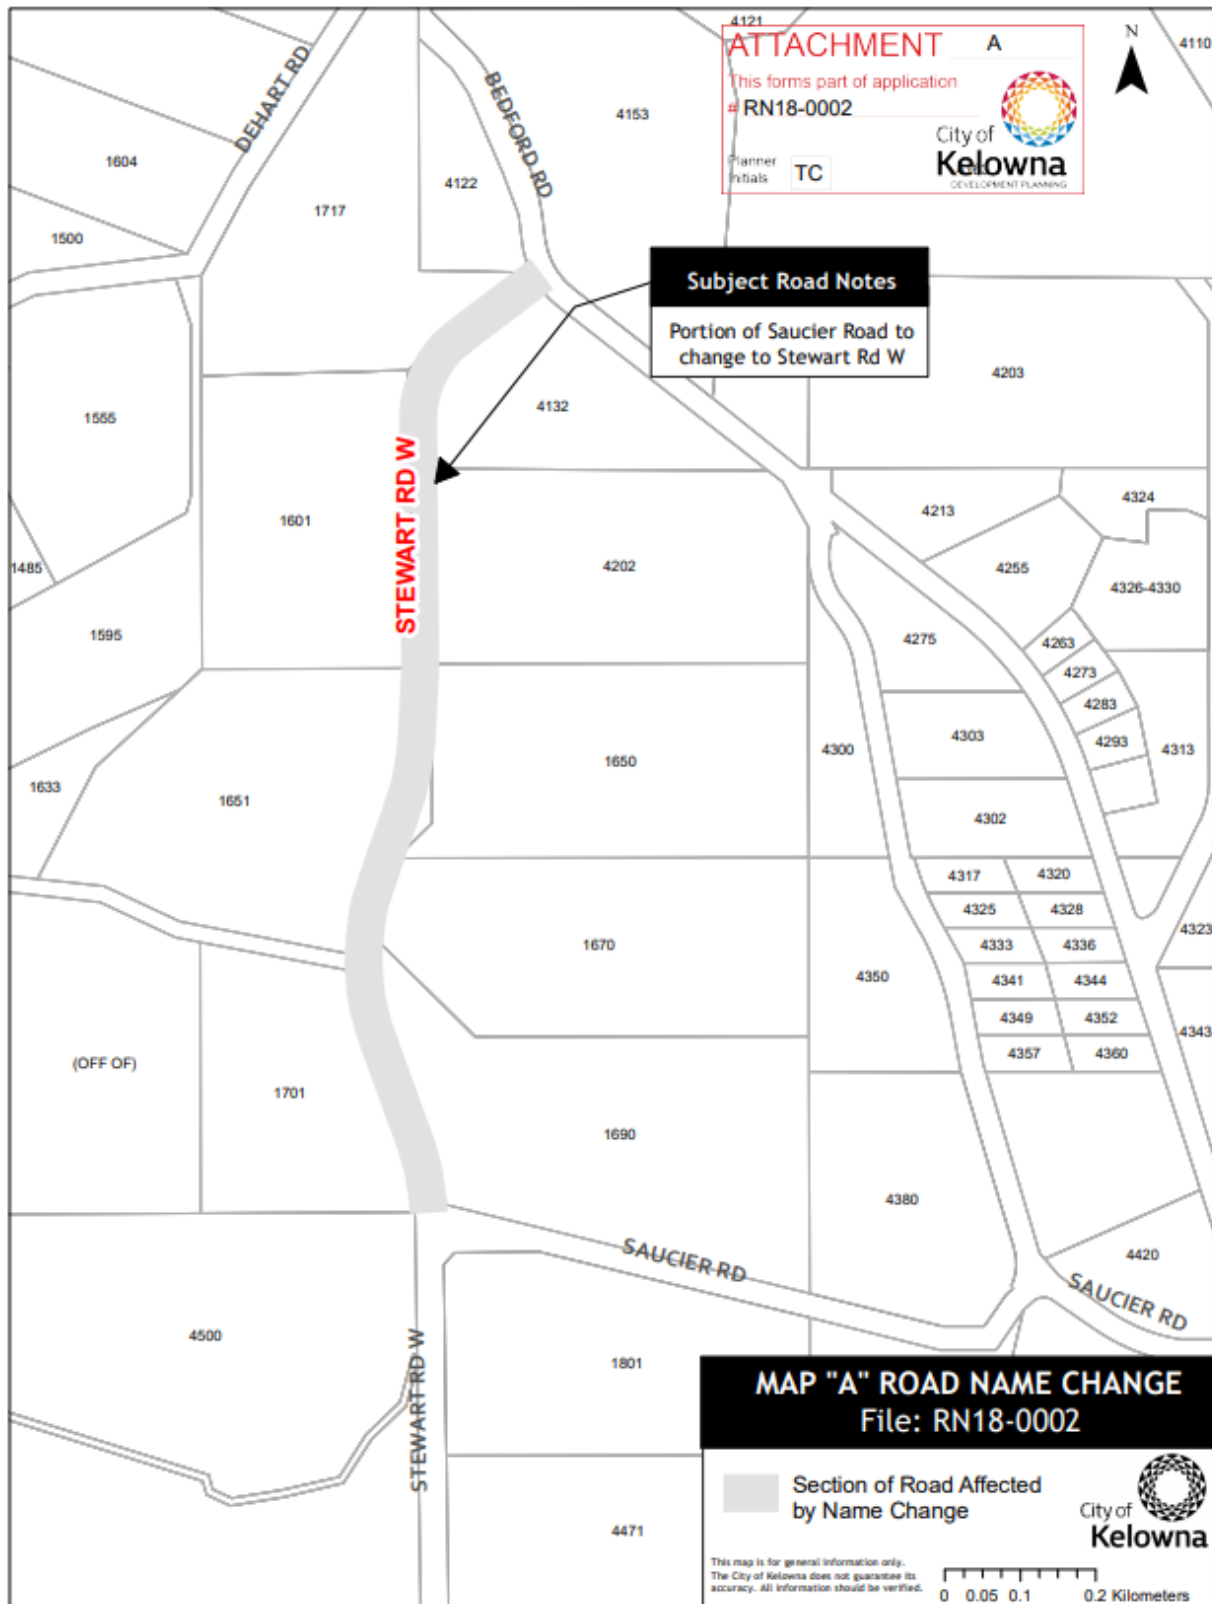 4121
ATTACHMENT A
This forms part of application
# RN18-0002
City of
Kelowna
DEVELOPMENT PLANNING
Planner
Initials TC
N
4110
DEHART RD
BEDFORD RD
4153
1604
4122
1717
1500
Subject Road Notes
Portion of Saucier Road to
change to Stewart Rd W
4203
4132
1555
STEWART RD W
1601
4213
4324
1485
4202
4255
4326-4330
1595
4275
4263
4273
4283
4293
4303
4300
4313
1650
1633
1651
4302
4317
4320
4325
4328
4323
1670
4333
4336
4350
4341
4344
4349
4352
4343
(OFF OF)
4357
4360
1701
1690
4380
SAUCIER RD
4420
SAUCIER RD
4500
STEWART RD W
1801
MAP "A" ROAD NAME CHANGE
File: RN18-0002
Section of Road Affected
by Name Change
City of
Kelowna
4471
This map is for general information only.
The City of Kelowna does not guarantee its
accuracy. All information should be verified.
0 0.05 0.1 0.2 Kilometers